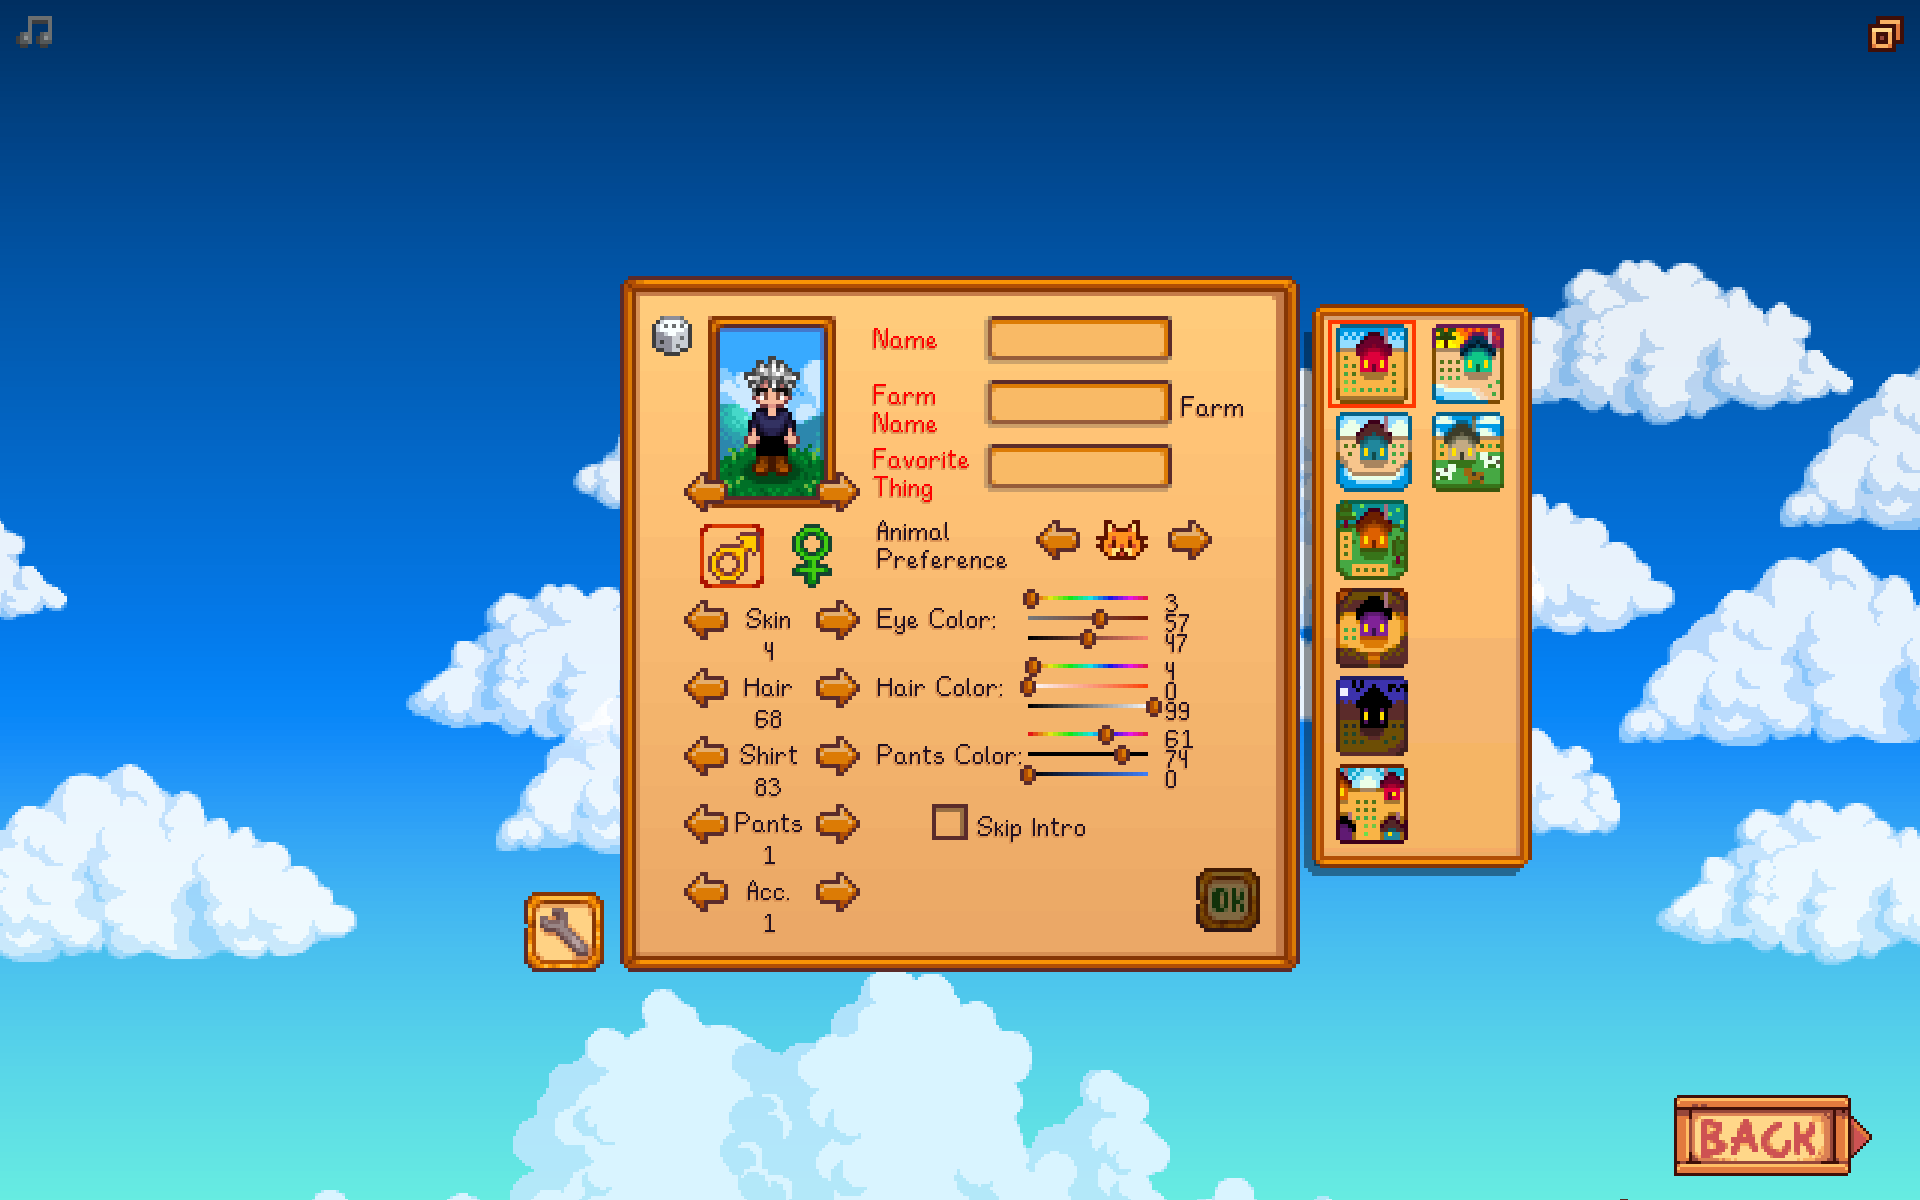 Name
Farm
Name
Farm
Favorite
Thing
Animal
Preference
Skin
4
Eye Color:
3
57
47
Hair
68
Hair Color:
4
0
99
Shirt
83
Pants Color:
61
74
0
Pants
1
Skip Intro
Acc.
1
OK
BACK